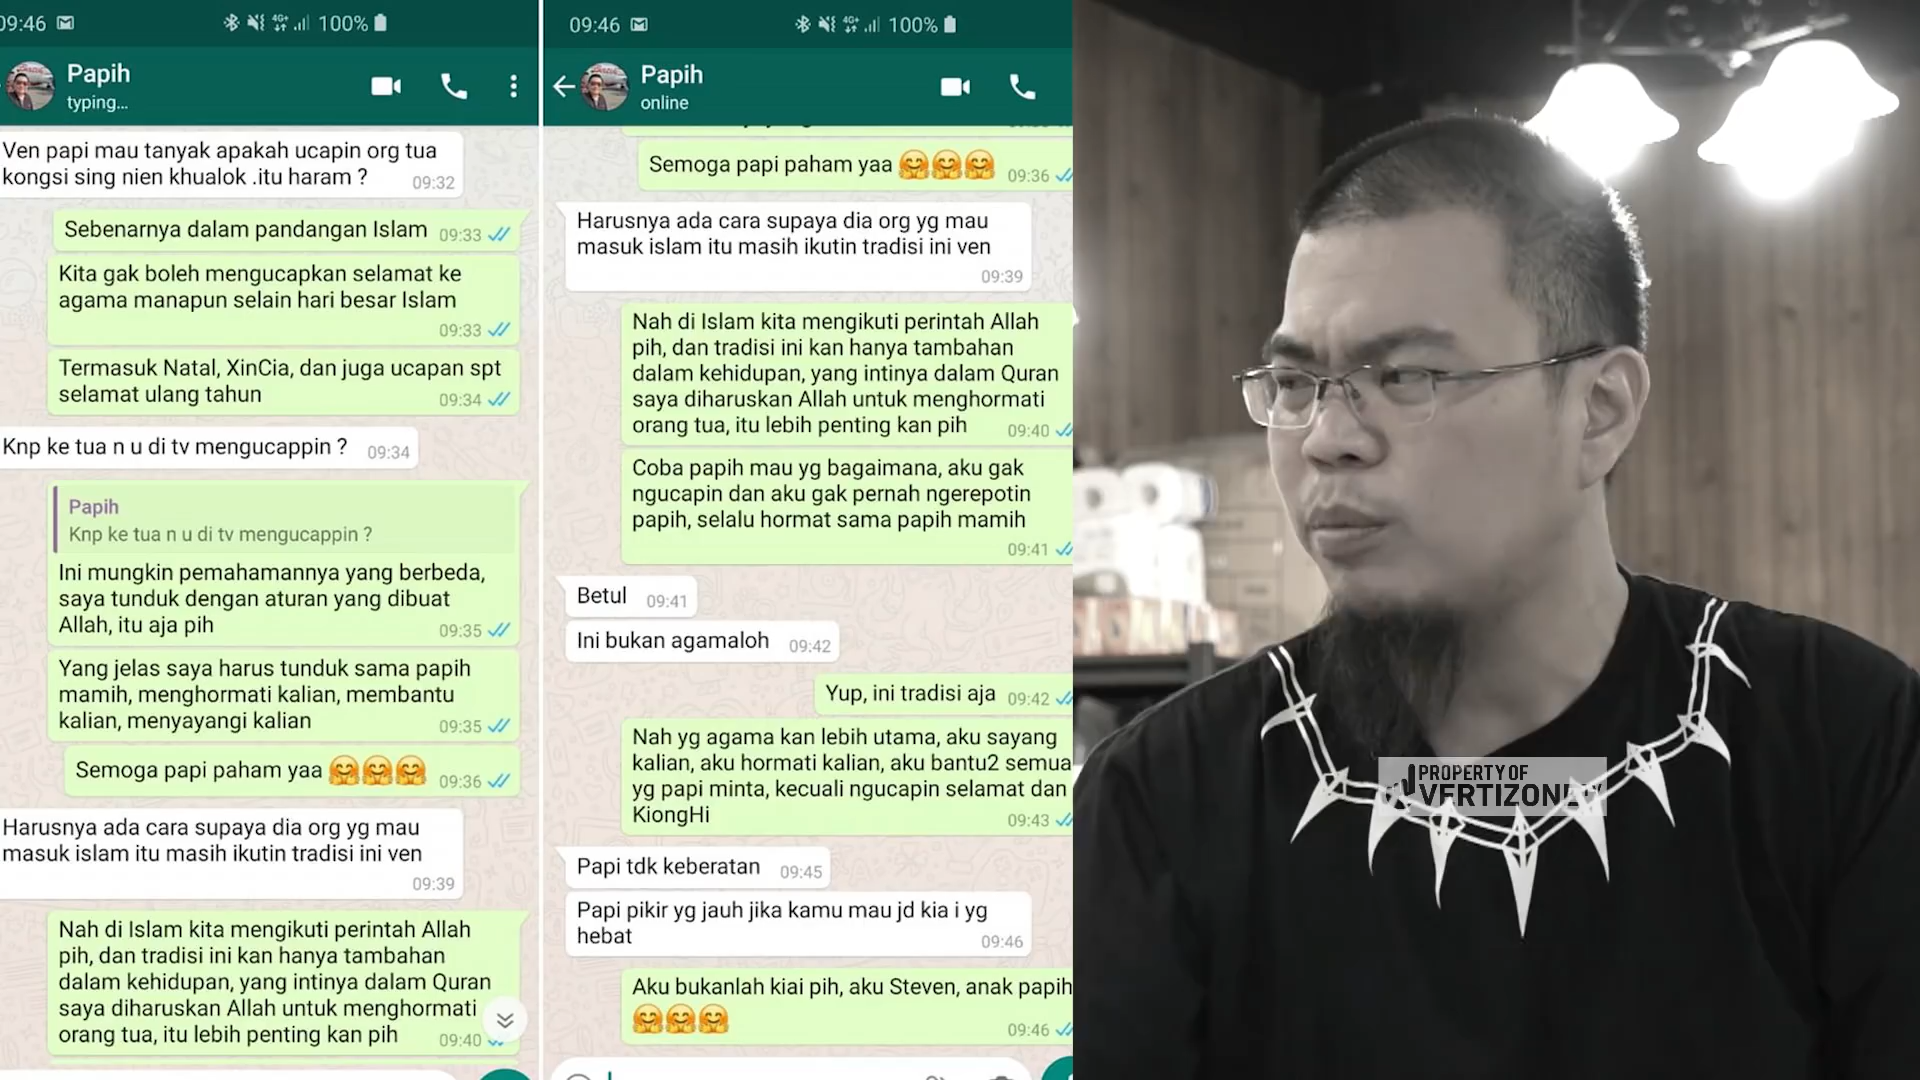 09:46
4G+
100%
Papih
typing...
Ven papi mau tanyak apakah ucapin org tua
kongsi sing nien khualok .itu haram ?
09:32
Sebenarnya dalam pandangan Islam
09:33
Kita gak boleh mengucapkan selamat ke
agama manapun selain hari besar Islam
09:33
Termasuk Natal, XinCia, dan juga ucapan spt
selamat ulang tahun
09:34
Knp ke tua n u di tv mengucappin ?
09:34
Papih
Knp ke tua n u di tv mengucappin ?
Ini mungkin pemahamannya yang berbeda,
saya tunduk dengan aturan yang dibuat
Allah, itu aja pih
09:35
Yang jelas saya harus tunduk sama papih
mamih, menghormati kalian, membantu
kalian, menyayangi kalian
09:35
Semoga papi paham yaa 🤗🤗🤗
09:36
Harusnya ada cara supaya dia org yg mau
masuk islam itu masih ikutin tradisi ini ven
09:39
Nah di Islam kita mengikuti perintah Allah
pih, dan tradisi ini kan hanya tambahan
dalam kehidupan, yang intinya dalam Quran
saya diharuskan Allah untuk menghormati
orang tua, itu lebih penting kan pih
09:40
09:46
4G+
100%
Papih
online
Semoga papi paham yaa 🤗🤗🤗
09:36
Harusnya ada cara supaya dia org yg mau
masuk islam itu masih ikutin tradisi ini ven
09:39
Nah di Islam kita mengikuti perintah Allah
pih, dan tradisi ini kan hanya tambahan
dalam kehidupan, yang intinya dalam Quran
saya diharuskan Allah untuk menghormati
orang tua, itu lebih penting kan pih
09:40
Coba papih mau yg bagaimana, aku gak
ngucapin dan aku gak pernah ngerepotin
papih, selalu hormat sama papih mamih
09:41
Betul
09:41
Ini bukan agamaloh
09:42
Yup, ini tradisi aja
09:42
Nah yg agama kan lebih utama, aku sayang
kalian, aku hormati kalian, aku bantu2 semua
yg papi minta, kecuali ngucapin selamat dan
KiongHi
09:43
Papi tdk keberatan
09:45
Papi pikir yg jauh jika kamu mau jd kia i yg
hebat
09:46
Aku bukanlah kiai pih, aku Steven, anak papih
🤗🤗🤗
09:46
PROPERTY OF
VERTIZONE